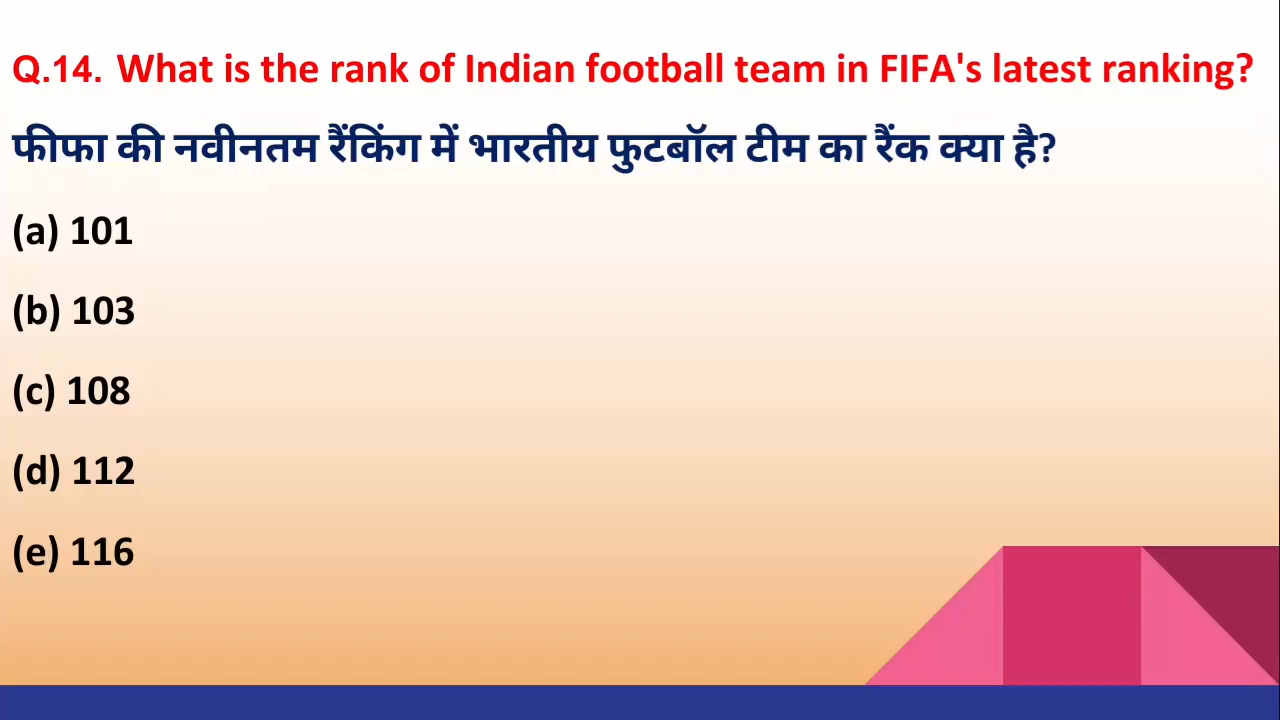 Q.14. What is the rank of Indian football team in FIFA's latest ranking?
फीफा की नवीनतम रैंकिंग में भारतीय फुटबॉल टीम का रैंक क्या है?
(a) 101
(b) 103
(c) 108
(d) 112
(e) 116